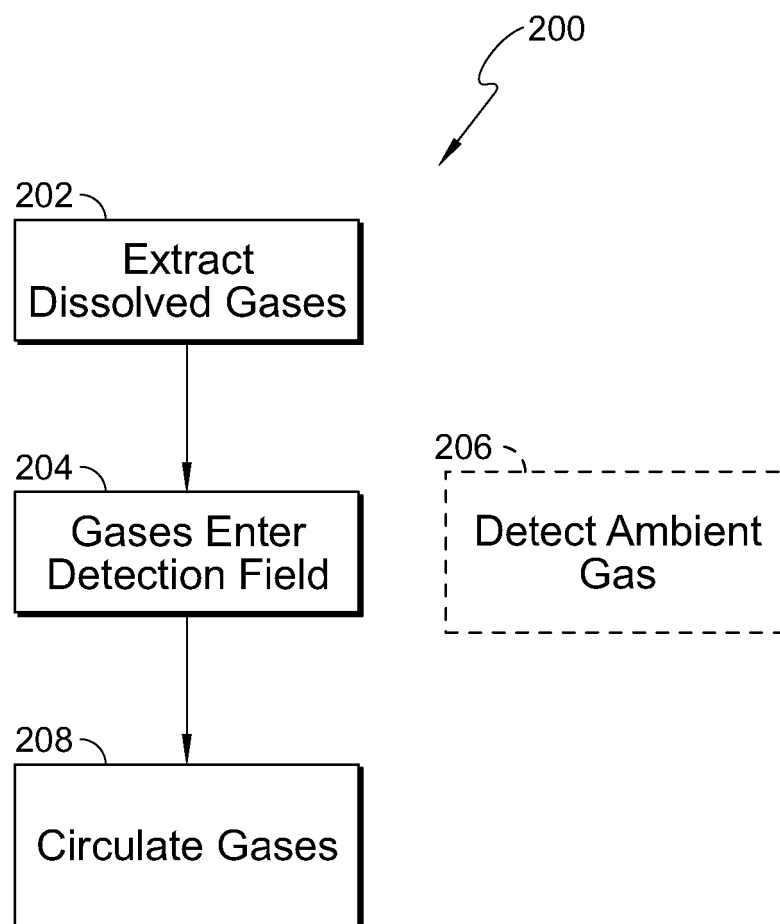 200
202
Extract
Dissolved Gases
204
Gases Enter
Detection Field
206
Detect Ambient
Gas
208
Circulate Gases